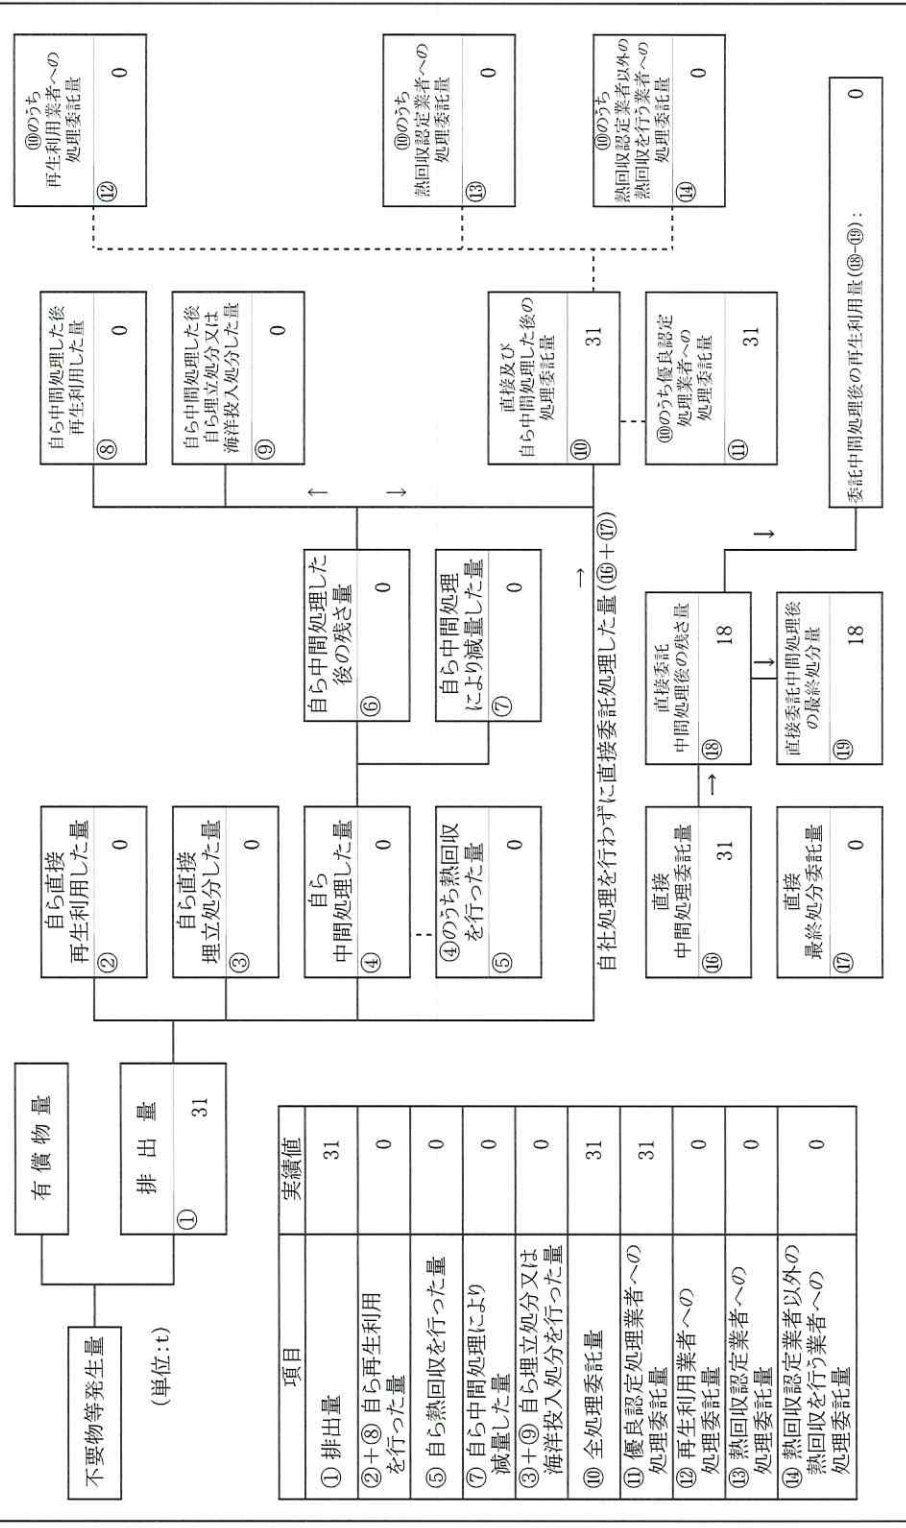 不要物等発生量
(単位:t)
有償物量
排出量
①
31
自ら直接
再生利用した量
②
0
自ら直接
埋立処分した量
③
0
自ら
中間処理した量
④
0
④のうち熱回収
を行った量
⑤
0
自ら中間処理した
後の残さ量
⑥
0
自ら中間処理
により減量した量
⑦
0
自ら中間処理した後
再生利用した量
⑧
0
自ら中間処理した後
自ら埋立処分又は
海洋投入処分した量
⑨
0
↑
↓
直接及び
自ら中間処理した後の
処理委託量
⑩
31
⑩のうち優良認定
処理業者への
処理委託量
⑪
31
⑩のうち
再生利用業者への
処理委託量
⑫
0
⑩のうち
熱回収認定業者への
処理委託量
⑬
0
⑩のうち
熱回収認定業者以外の
熱回収を行う業者への
処理委託量
⑭
0
自社処理を行わずに直接委託処理した量(⑯+⑰)
→
直接
中間処理委託量
⑯
31
→
直接
最終処分委託量
⑰
0
直接委託
中間処理後の残さ量
⑱
18
↓
直接委託中間処理後
の最終処分量
⑲
18
↓
委託中間処理後の再生利用量(⑱-⑲): 0
項目
実績値
① 排出量
31
②+⑧ 自ら再生利用
を行った量
0
⑤ 自ら熱回収を行った量
0
⑦ 自ら中間処理により
減量した量
0
③+⑨ 自ら埋立処分又は
海洋投入処分を行った量
0
⑩ 全処理委託量
31
⑪ 優良認定処理業者への
処理委託量
31
⑫ 再生利用業者への
処理委託量
0
⑬ 熱回収認定業者への
処理委託量
0
⑭ 熱回収認定業者以外の
熱回収を行う業者への
処理委託量
0